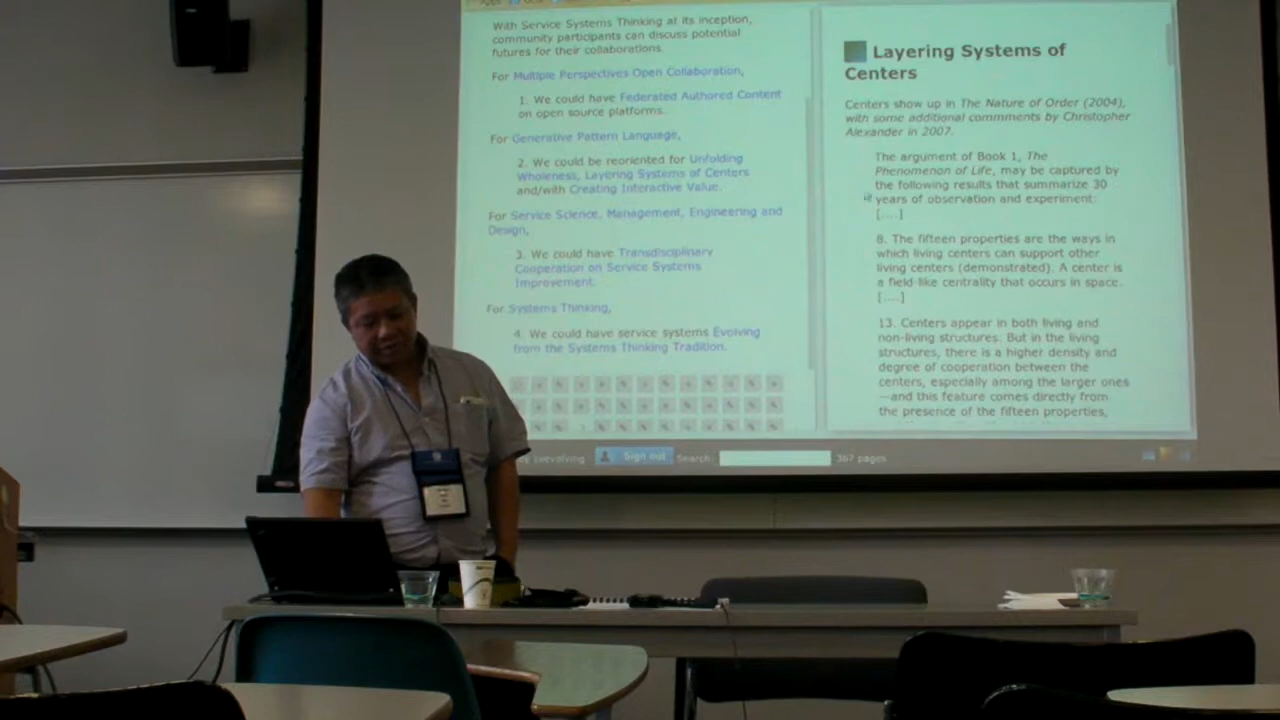 With Service Systems Thinking at its inception,
community participants can discuss potential
futures for their collaborations.
For Multiple Perspectives Open Collaboration,
1. We could have Federated Authored Content
on open source platforms.
For Generative Pattern Language,
2. We could be reoriented for Unfolding
Wholeness, Layering Systems of Centers
and/with Creating Interactive Value.
For Service Science, Management, Engineering and
Design,
3. We could have Transdisciplinary
Cooperation on Service Systems
Improvement.
For Systems Thinking,
4. We could have service systems Evolving
from the Systems Thinking Tradition.
Sign out Search: 367 pages
Layering Systems of
Centers
Centers show up in The Nature of Order (2004),
with some additional commments by Christopher
Alexander in 2007.
The argument of Book 1, The
Phenomenon of Life, may be captured by
the following results that summarize 30
years of observation and experiment:
[....]
8. The fifteen properties are the ways in
which living centers can support other
living centers (demonstrated). A center is
a field-like centrality that occurs in space.
[....]
13. Centers appear in both living and
non-living structures. But in the living
structures, there is a higher density and
degree of cooperation between the
centers, especially among the larger ones
—and this feature comes directly from
the presence of the fifteen properties,